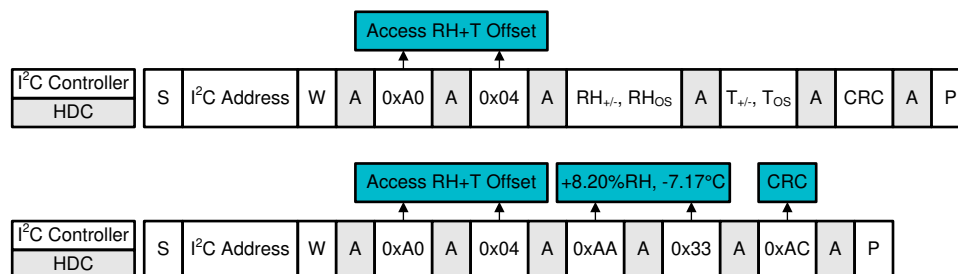 Access RH+T Offset
I²C Controller
HDC
S I²C Address W A 0xA0 A 0x04 A RH+/-, RHOS A T+/-, TOS A CRC A P
Access RH+T Offset +8.20%RH, -7.17°C CRC
I²C Controller
HDC
S I²C Address W A 0xA0 A 0x04 A 0xAA A 0x33 A 0xAC A P